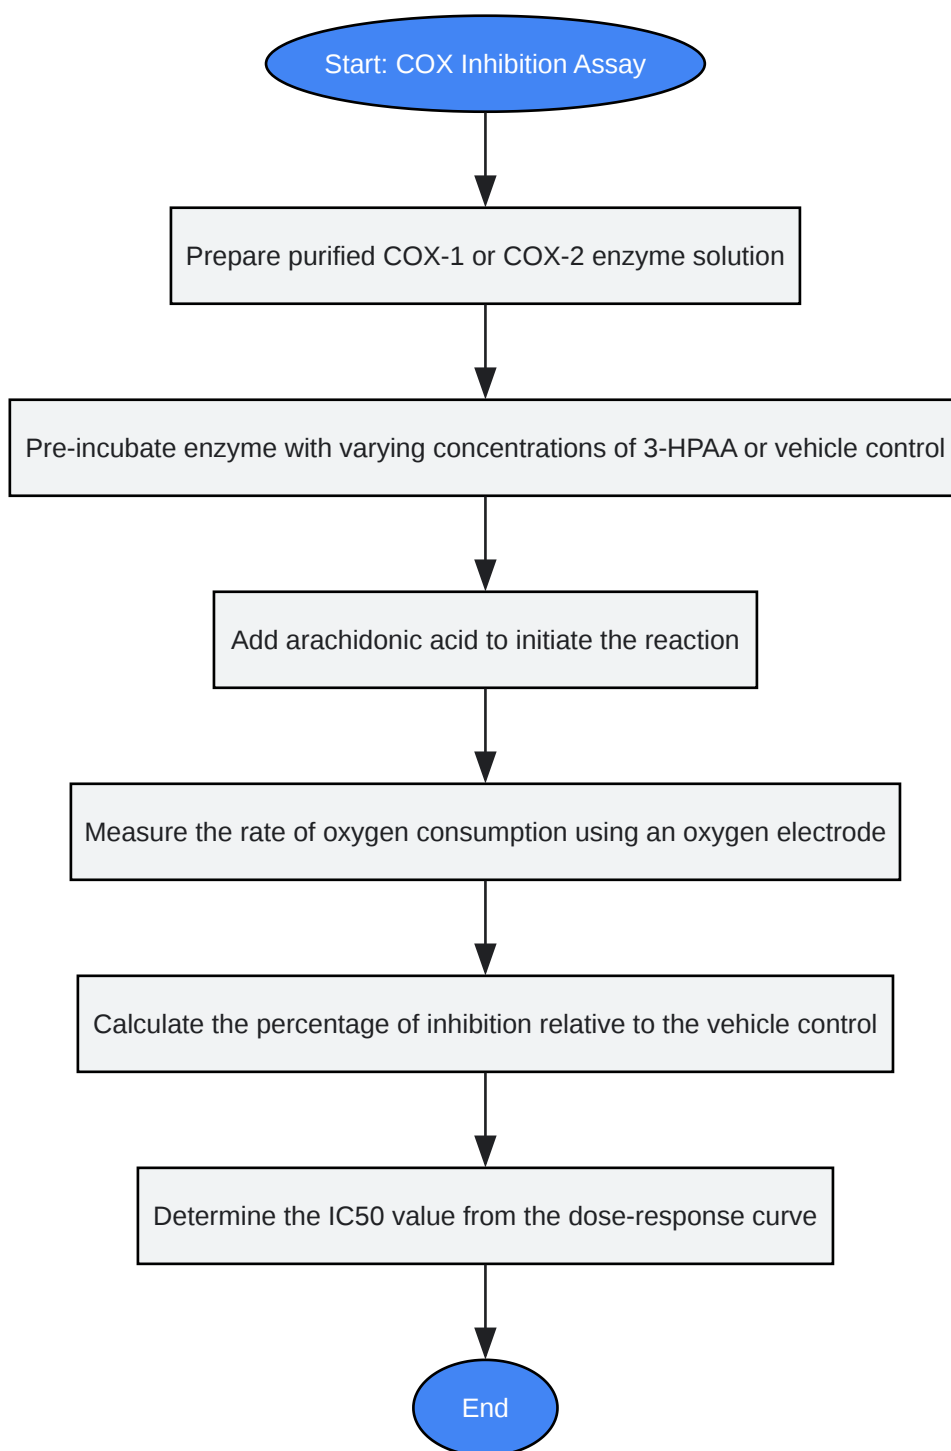 Start: COX Inhibition Assay
Prepare purified COX-1 or COX-2 enzyme solution
Pre-incubate enzyme with varying concentrations of 3-HPAA or vehicle control
Add arachidonic acid to initiate the reaction
Measure the rate of oxygen consumption using an oxygen electrode
Calculate the percentage of inhibition relative to the vehicle control
Determine the IC50 value from the dose-response curve
End